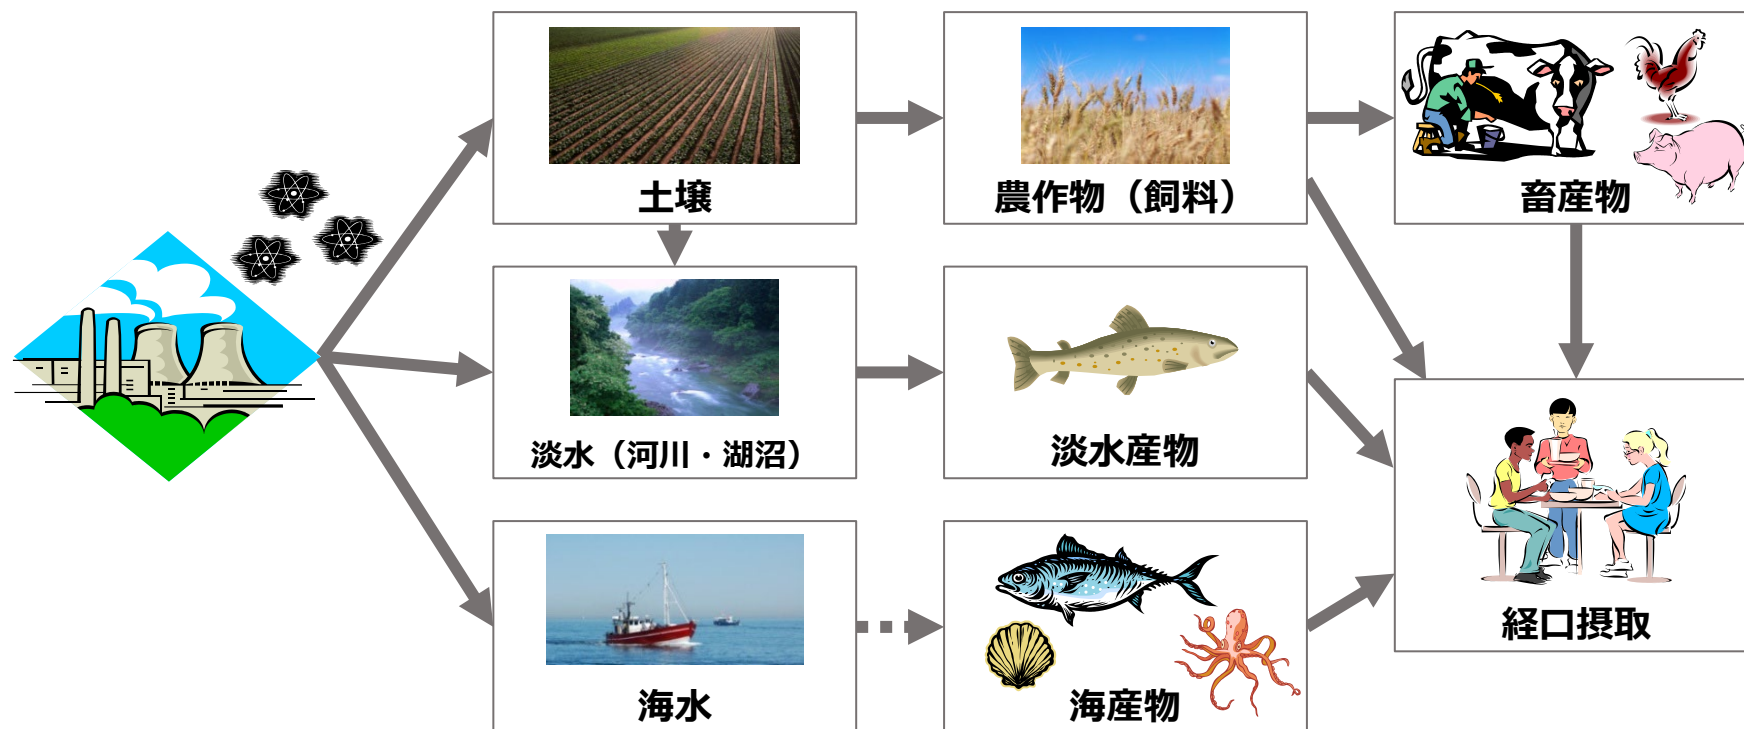 土壌
農作物（飼料）
畜産物
淡水（河川・湖沼）
淡水産物
経口摂取
海水
海産物